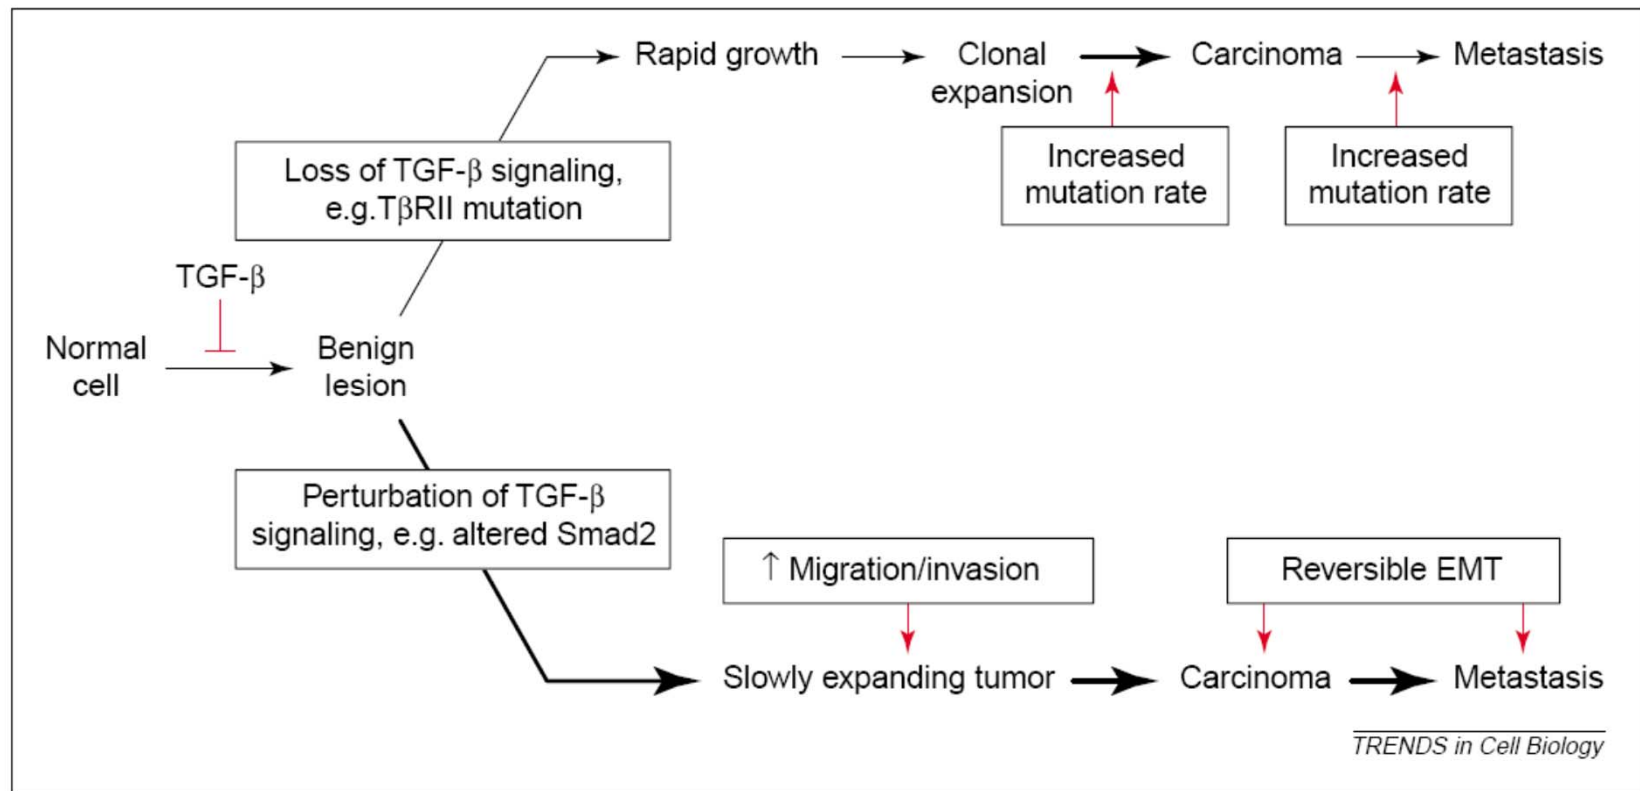 Rapid growth
Clonal
expansion
Carcinoma
Metastasis
Increased
mutation rate
Increased
mutation rate
Loss of TGF-β signaling,
e.g.TβRII mutation
TGF-β
Normal
cell
Benign
lesion
Perturbation of TGF-β
signaling, e.g. altered Smad2
↑ Migration/invasion
Reversible EMT
Slowly expanding tumor
Carcinoma
Metastasis
TRENDS in Cell Biology